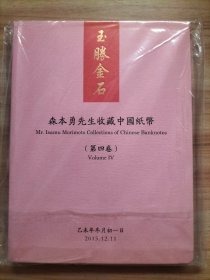 玉勝金石
森本勇先生收藏中國紙幣
Mr. Isamu Morimoto Collections of Chinese Banknotes
(第四卷)
Volume IV
乙未年冬月初一日
2015.12.11